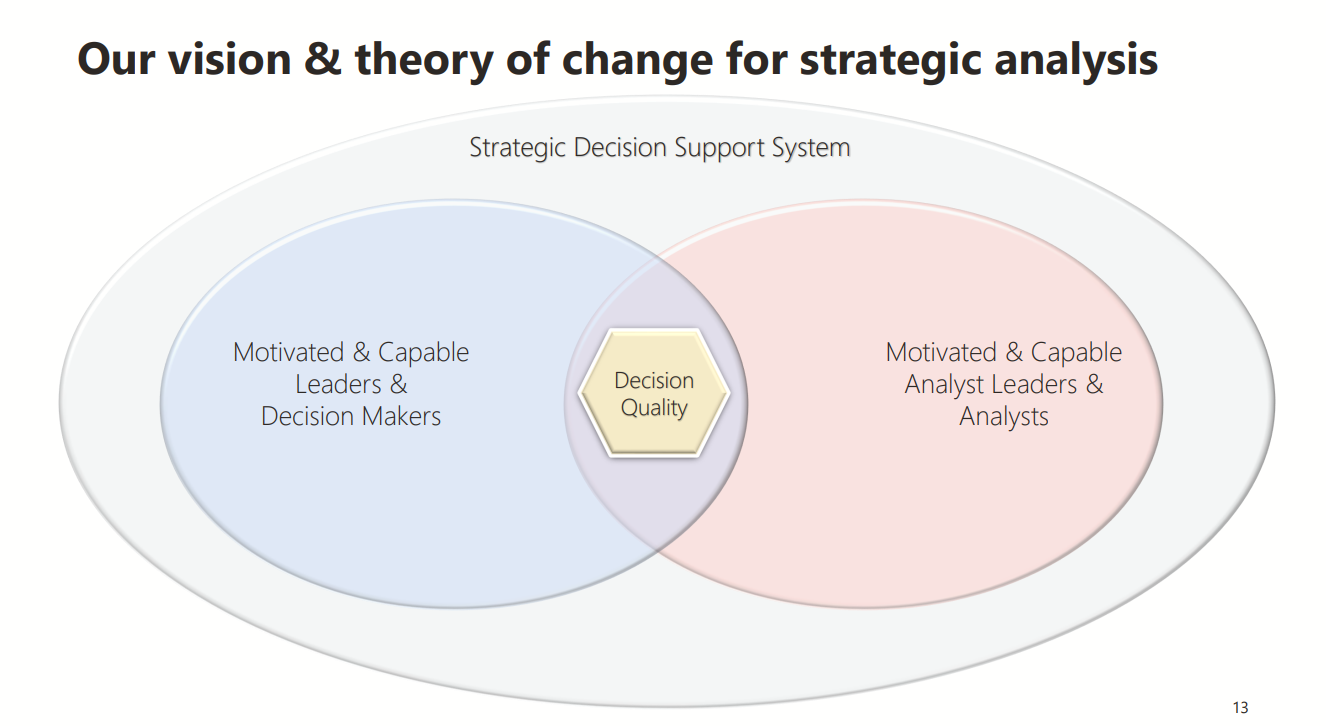 Our vision & theory of change for strategic analysis
Strategic Decision Support System
Motivated & Capable
Leaders &
Decision Makers
Decision
Quality
Motivated & Capable
Analyst Leaders &
Analysts
13